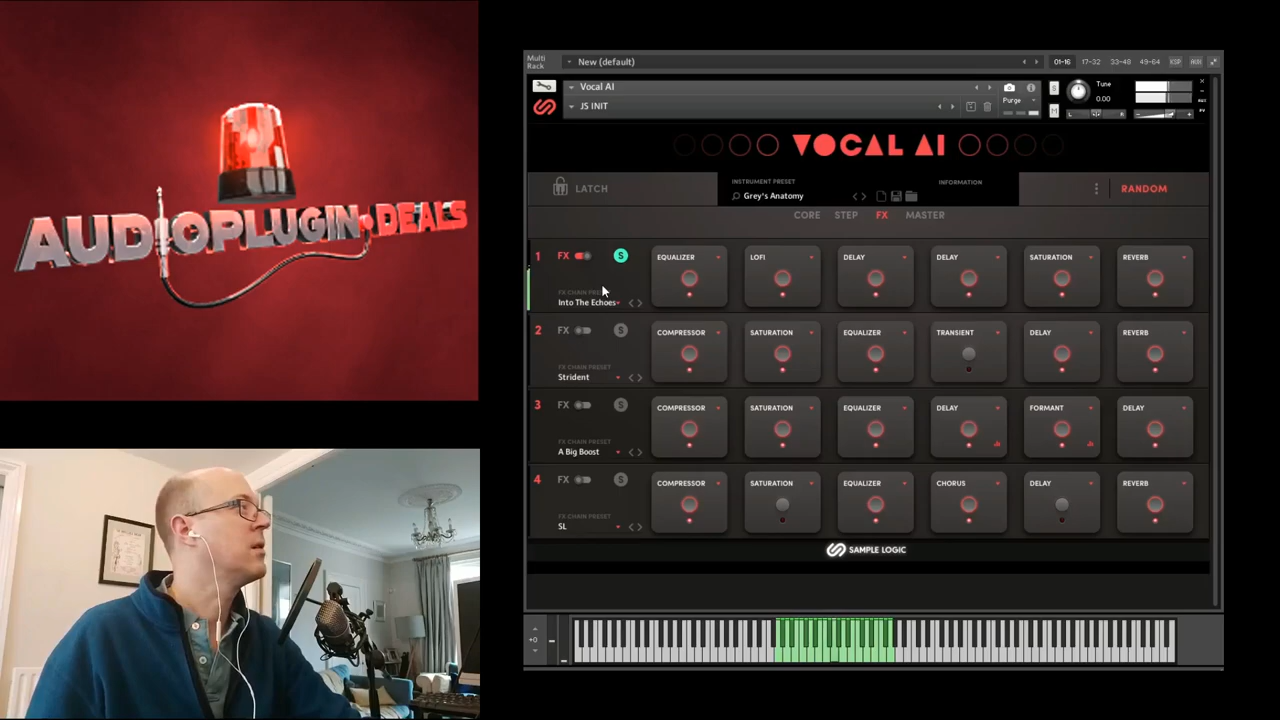 AUDIOPLUGIN.DEALS
Multi
Rack
New (default)
01-16
17-32
33-48
49-64
KSP
AUX
Vocal AI
JS INIT
Purge
S
M
Tune
0.00
L
R
VOCAL AI
LATCH
INSTRUMENT PRESET
Grey's Anatomy
INFORMATION
RANDOM
CORE
STEP
FX
MASTER
1
FX
S
FX CHAIN PRESET
Into The Echoes
EQUALIZER
LOFI
DELAY
DELAY
SATURATION
REVERB
2
FX
S
FX CHAIN PRESET
Strident
COMPRESSOR
SATURATION
EQUALIZER
TRANSIENT
DELAY
REVERB
3
FX
S
FX CHAIN PRESET
A Big Boost
COMPRESSOR
SATURATION
EQUALIZER
DELAY
FORMANT
DELAY
4
FX
S
FX CHAIN PRESET
SL
COMPRESSOR
SATURATION
EQUALIZER
CHORUS
DELAY
REVERB
SAMPLE LOGIC
+0